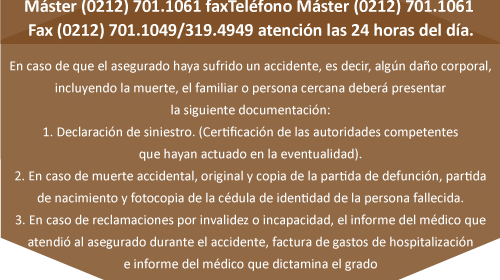 Máster (0212) 701.1061 faxTeléfono Máster (0212) 701.1061
Fax (0212) 701.1049/319.4949 atención las 24 horas del día.
En caso de que el asegurado haya sufrido un accidente, es decir, algún daño corporal,
incluyendo la muerte, el familiar o persona cercana deberá presentar
la siguiente documentación:
1. Declaración de siniestro. (Certificación de las autoridades competentes
que hayan actuado en la eventualidad).
2. En caso de muerte accidental, original y copia de la partida de defunción, partida
de nacimiento y fotocopia de la cédula de identidad de la persona fallecida.
3. En caso de reclamaciones por invalidez o incapacidad, el informe del médico que
atendió al asegurado durante el accidente, factura de gastos de hospitalización
e informe del médico que dictamina el grado